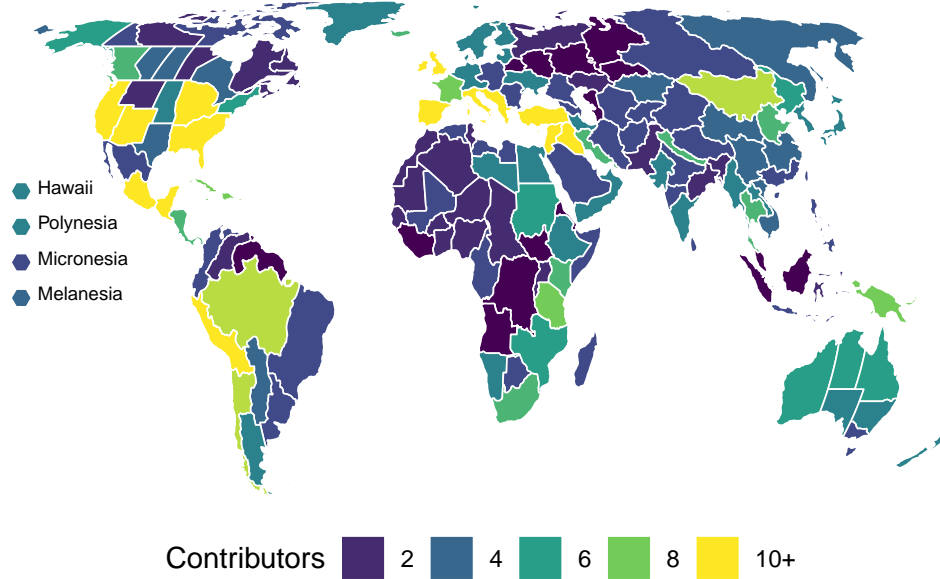 Hawaii
Polynesia
Micronesia
Melanesia
Contributors 2 4 6 8 10+